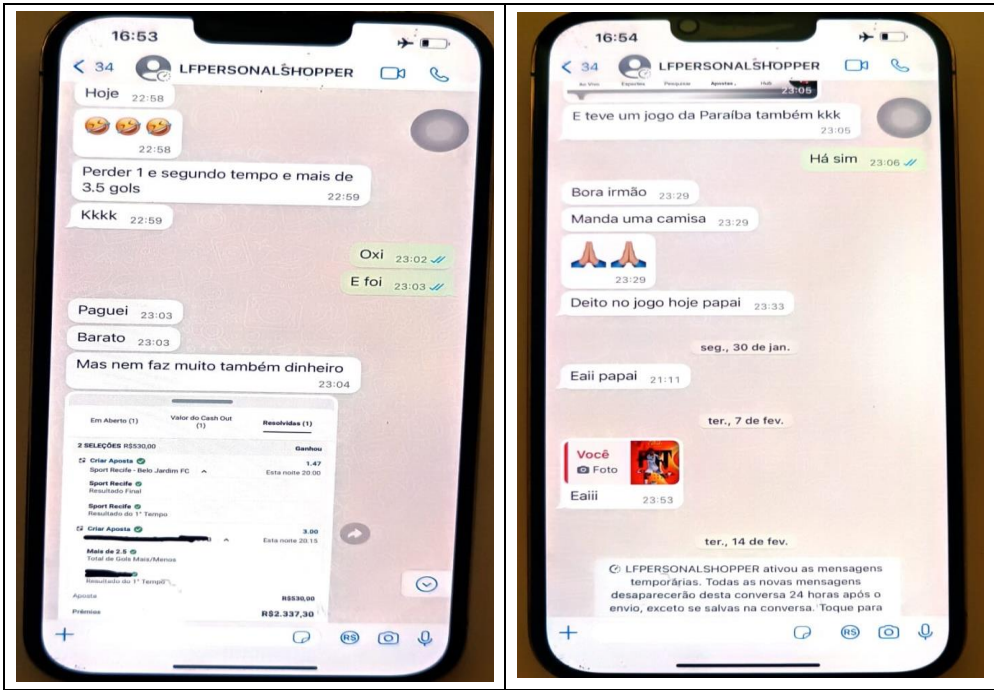 16:53
34
LFPERSONALSHOPPER
Hoje 22:58
🤣🤣🤣
22:58
Perder 1 e segundo tempo e mais de
3.5 gols
22:59
Kkkk 22:59
Oxi 23:02
E foi 23:03
Paguei 23:03
Barato 23:03
Mas nem faz muito também dinheiro
23:04
Em Aberto (1)
Valor do Cash Out
(1)
Resolvidas (1)
2 SELEÇÕES R$530,00
Ganhou
Criar Aposta
1.47
Sport Recife - Belo Jardim FC
Esta noite 20:00
Sport Recife
Resultado Final
Sport Recife
Resultado do 1° Tempo
Criar Aposta
3.00
Esta noite 20:15
Mais de 2.5
Total de Gols Mais/Menos
Resultado do 1° Tempo
Aposta
R$530,00
Prêmios
R$2.337,30
R$
16:54
34
LFPERSONALSHOPPER
Ao Vivo
Esportes
Pesquisas
Apostas
23:05
E teve um jogo da Paraíba também kkk
23:05
Há sim 23:06
Bora irmão 23:29
Manda uma camisa 23:29
🙏🙏
23:29
Deito no jogo hoje papai 23:33
seg., 30 de jan.
Eaii papai 21:11
ter., 7 de fev.
Você
Foto
Eaiii
23:53
ter., 14 de fev.
LFPERSONALSHOPPER ativou as mensagens
temporárias. Todas as novas mensagens
desaparecerão desta conversa 24 horas após o
envio, exceto se salvas na conversa. Toque para
R$